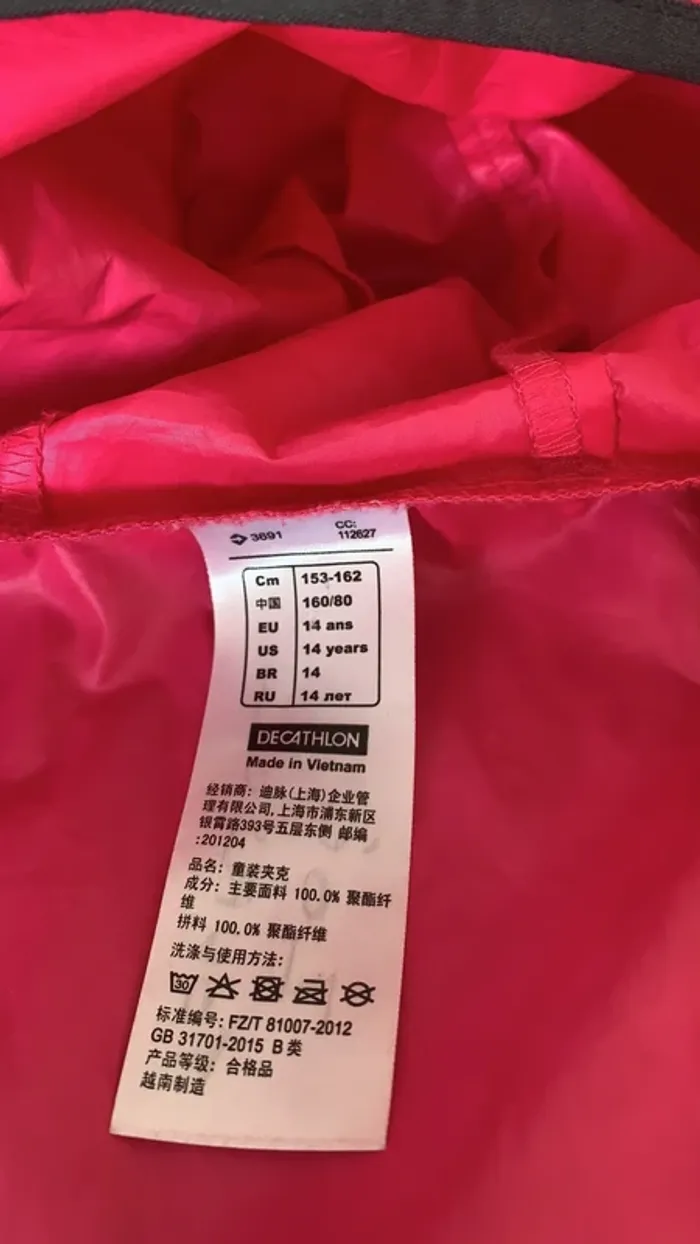 3691 CC:
112627
Cm 153-162
中国 160/80
EU 14 ans
US 14 years
BR 14
RU 14 лет
DECATHLON
Made in Vietnam
经销商: 迪脉(上海)企业管
理有限公司,上海市浦东新区
银霄路393号五层东侧 邮编
:201204
品名: 童装夹克
成分: 主要面料 100.0% 聚酯纤
维
拼料 100.0% 聚酯纤维
洗涤与使用方法:
30
标准编号: FZ/T 81007-2012
GB 31701-2015 B类
产品等级: 合格品
越南制造